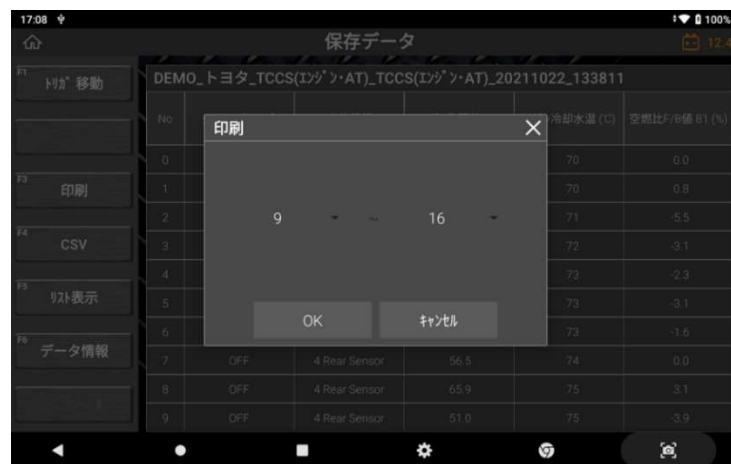 17:08
100%
保存データ
12.4
F1
ﾄﾘｶﾞ 移動
DEMO_トヨタ_TCCS(ｴﾝｼﾞﾝ･AT)_TCCS(ｴﾝｼﾞﾝ･AT)_20211022_133811
No
冷却水温 (℃)
空燃比F/B値 B1 (%)
印刷
9 ~ 16
OK
ｷｬﾝｾﾙ
F3
印刷
F4
CSV
F5
ﾘｽﾄ表示
F6
データ情報
0 70 0.0
1 70 0.8
2 71 -5.5
3 72 -3.1
4 73 -2.3
5 73 -3.1
6 73 -1.6
7 OFF 4 Rear Sensor 56.5 74 0.0
8 OFF 4 Rear Sensor 65.9 75 3.1
9 OFF 4 Rear Sensor 51.0 75 -3.9